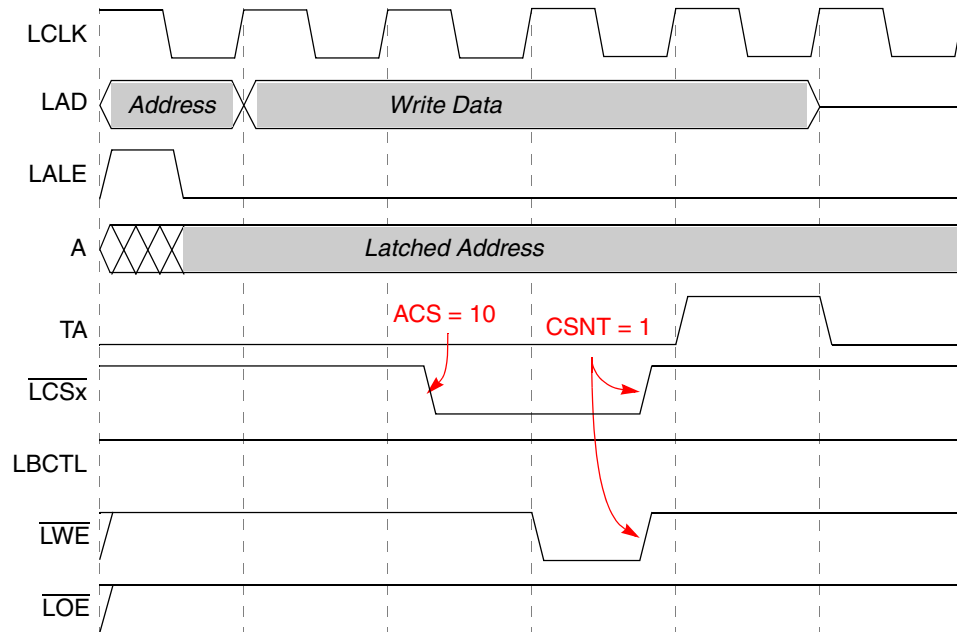 LCLK
LAD
Address
Write Data
LALE
A
Latched Address
TA
ACS = 10
CSNT = 1
LCSx
LBCTL
LWE
LOE